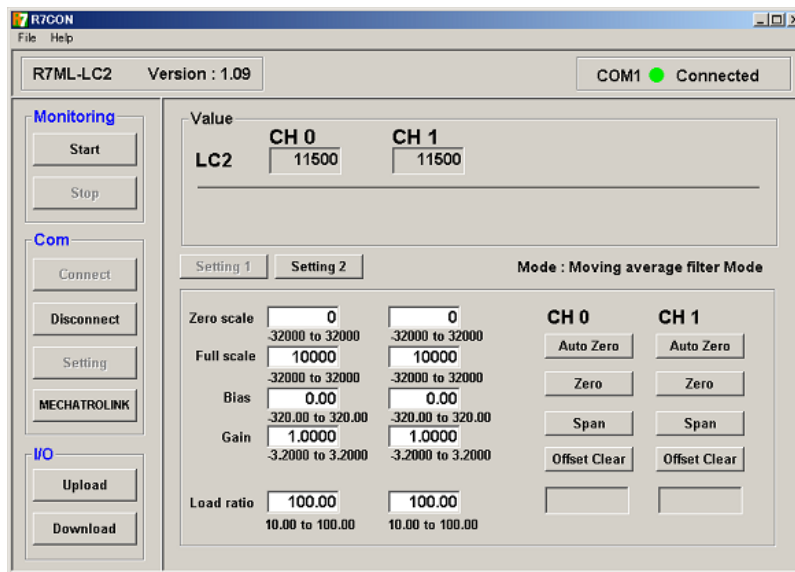 R7 R7CON
File Help
R7ML-LC2 Version : 1.09
COM1 Connected
Monitoring
Start
Stop
Com
Connect
Disconnect
Setting
MECHATROLINK
I/O
Upload
Download
Value
CH 0 CH 1
LC2 11500 11500
Setting 1 Setting 2 Mode : Moving average filter Mode
Zero scale 0 0
-32000 to 32000 -32000 to 32000
Full scale 10000 10000
-32000 to 32000 -32000 to 32000
Bias 0.00 0.00
-320.00 to 320.00 -320.00 to 320.00
Gain 1.0000 1.0000
-3.2000 to 3.2000 -3.2000 to 3.2000
Load ratio 100.00 100.00
10.00 to 100.00 10.00 to 100.00
CH 0 CH 1
Auto Zero Auto Zero
Zero Zero
Span Span
Offset Clear Offset Clear